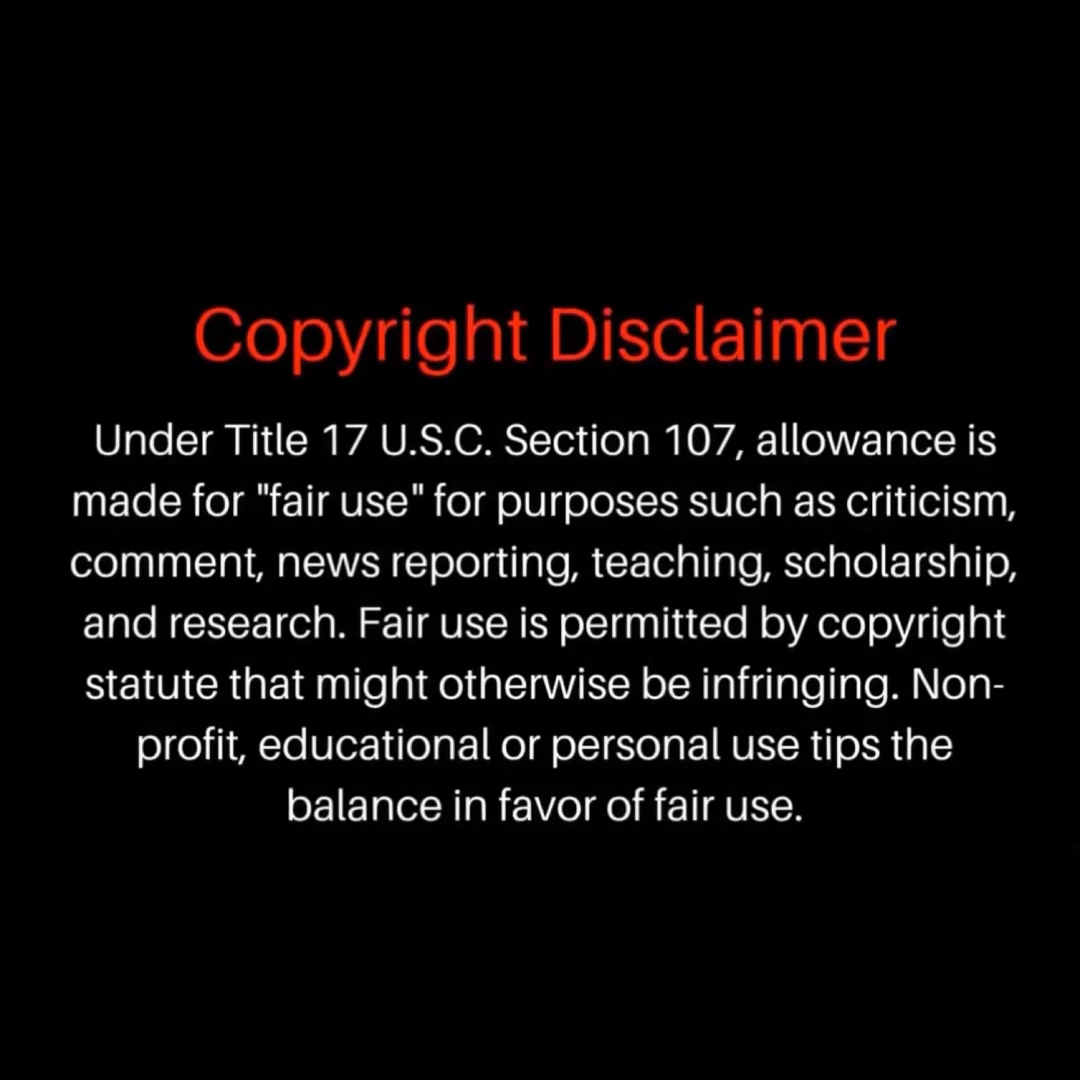 Copyright Disclaimer
Under Title 17 U.S.C. Section 107, allowance is
made for "fair use" for purposes such as criticism,
comment, news reporting, teaching, scholarship,
and research. Fair use is permitted by copyright
statute that might otherwise be infringing. Non-
profit, educational or personal use tips the
balance in favor of fair use.